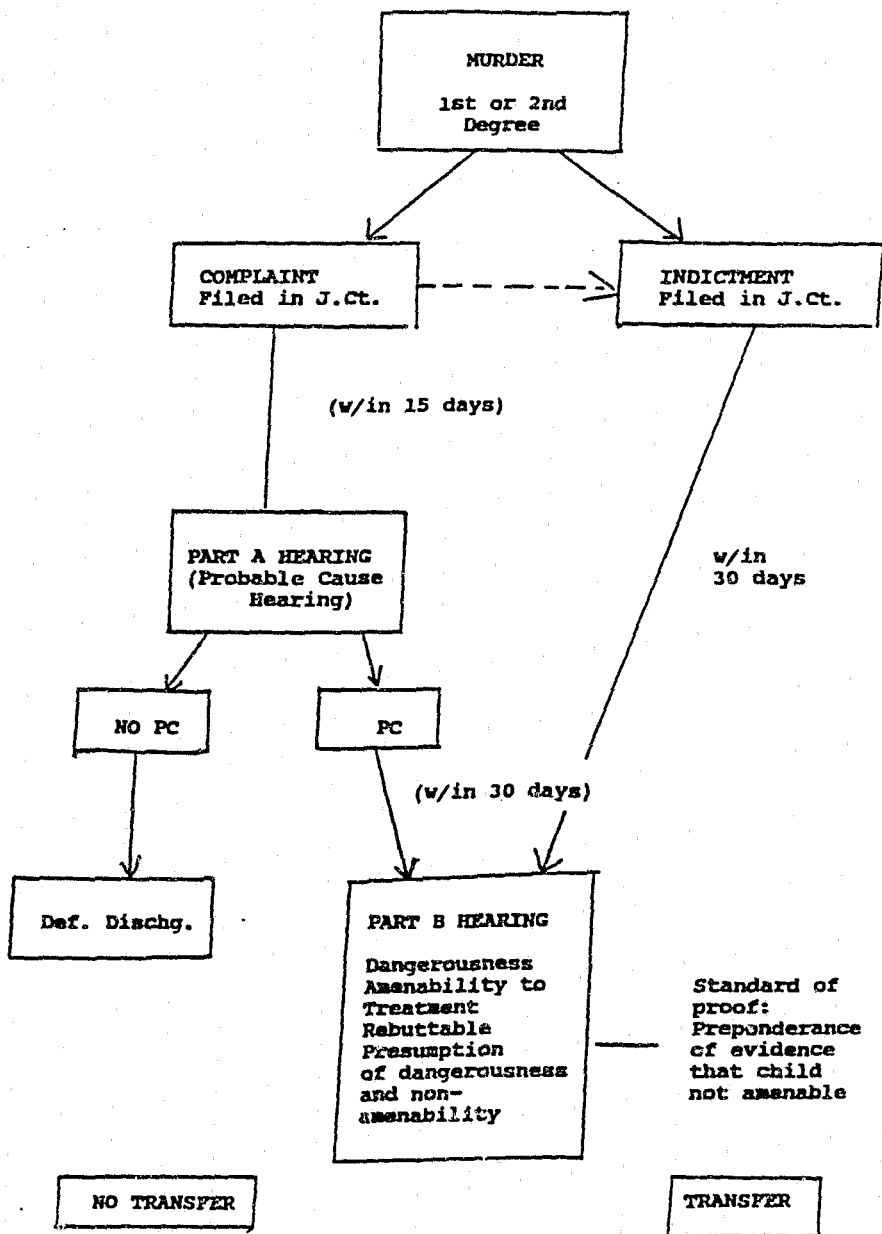 MURDER
1st or 2nd
Degree
COMPLAINT
Filed in J.Ct.
INDICTMENT
Filed in J.Ct.
(w/in 15 days)
PART A HEARING
(Probable Cause
Hearing)
w/in
30 days
NO PC
PC
(w/in 30 days)
Def. Dischg.
PART B HEARING
Dangerousness
Amenability to
Treatment
Rebuttable
Presumption
of dangerousness
and non-
amenability
Standard of
proof:
Preponderance
of evidence
that child
not amenable
NO TRANSFER
TRANSFER